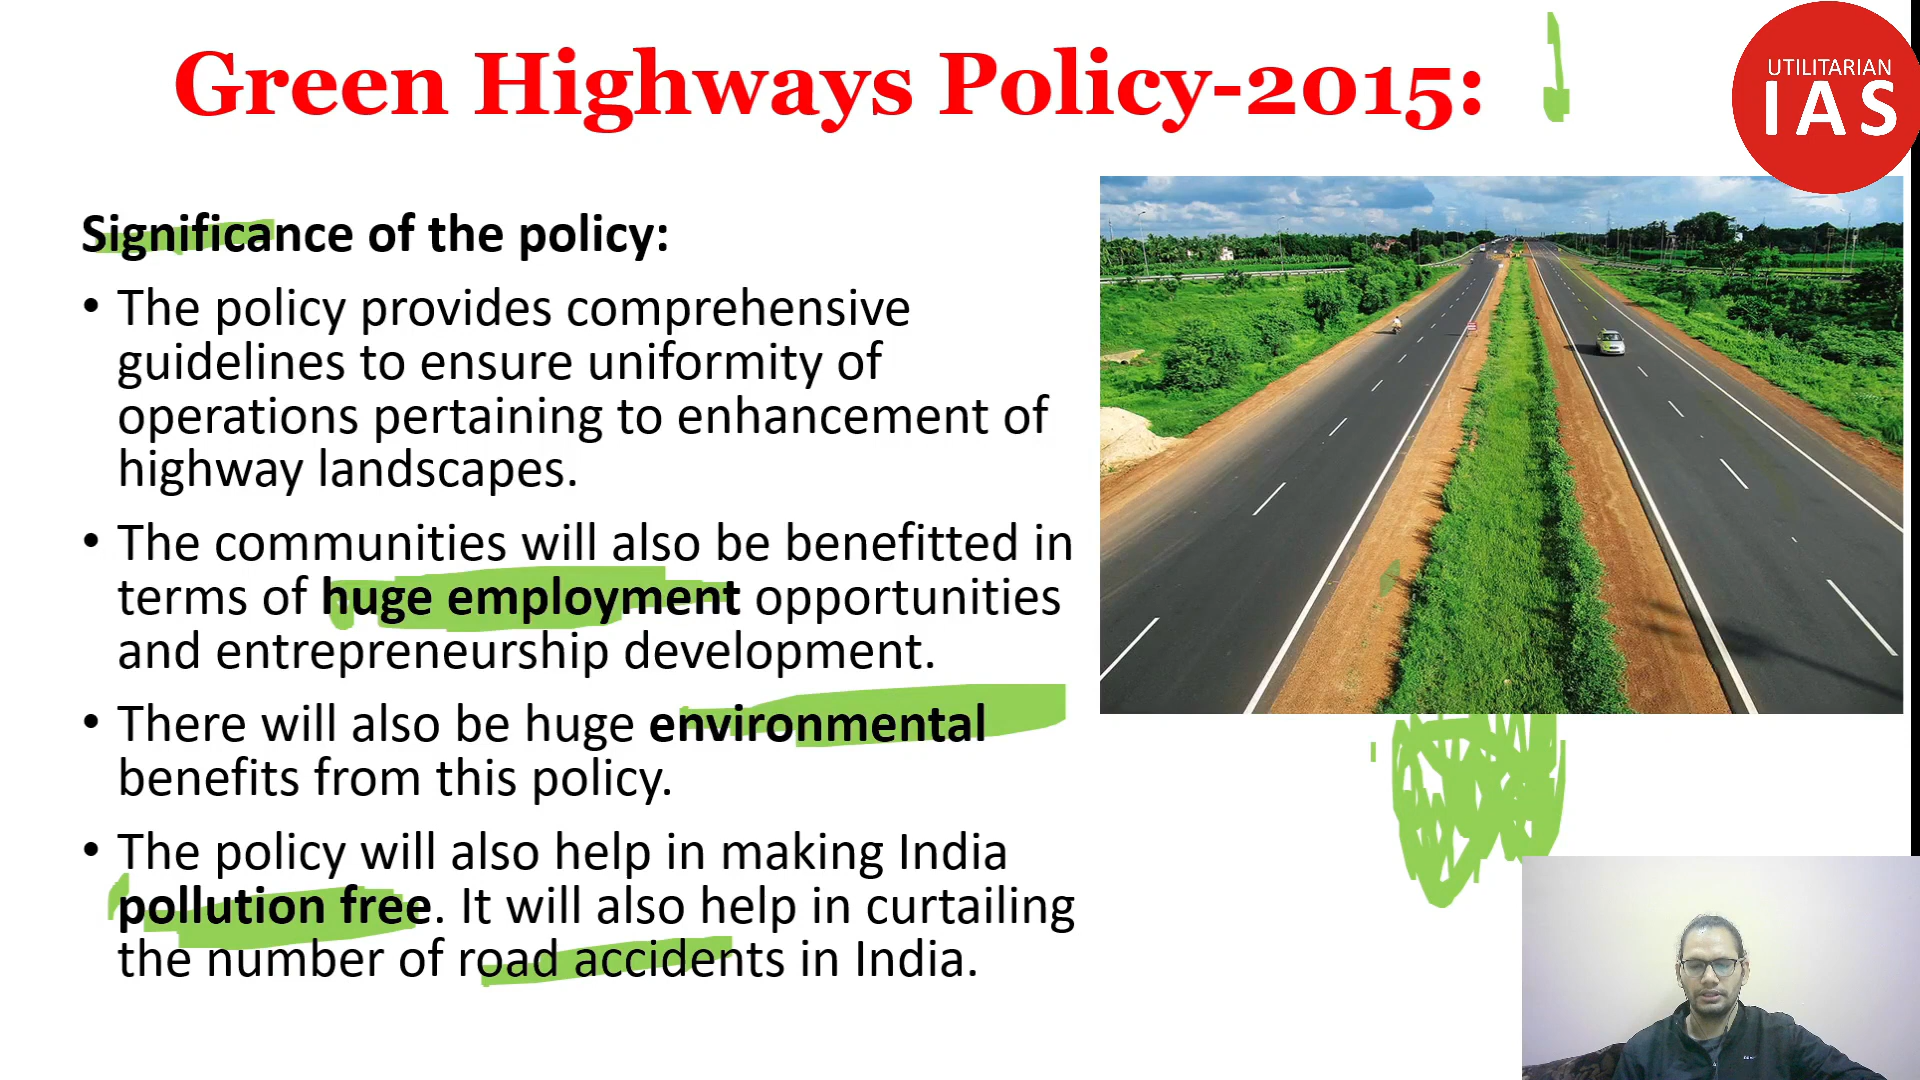 Green Highways Policy-2015:
UTILITARIAN
IAS
Significance of the policy:
• The policy provides comprehensive
guidelines to ensure uniformity of
operations pertaining to enhancement of
highway landscapes.
• The communities will also be benefitted in
terms of huge employment opportunities
and entrepreneurship development.
• There will also be huge environmental
benefits from this policy.
• The policy will also help in making India
pollution free. It will also help in curtailing
the number of road accidents in India.